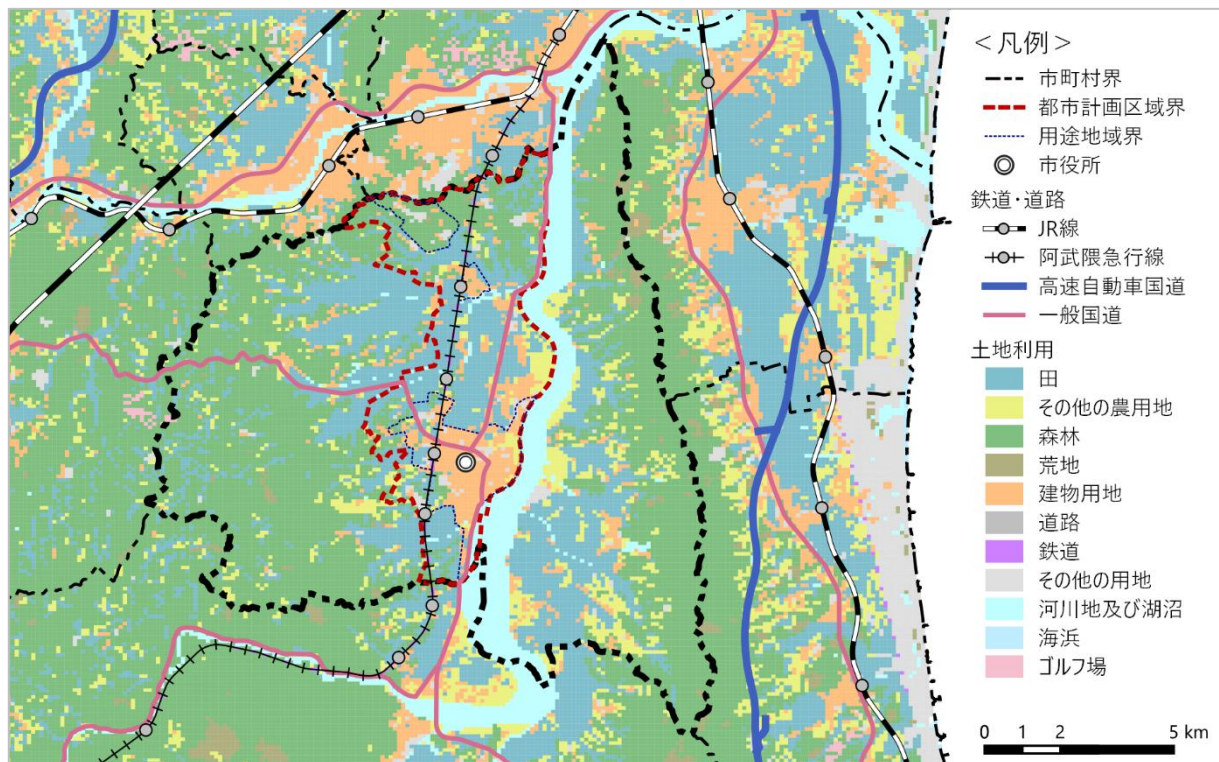 ＜凡例＞
市町村界
都市計画区域界
用途地域界
市役所
鉄道・道路
JR線
阿武隈急行線
高速自動車国道
一般国道
土地利用
田
その他の農用地
森林
荒地
建物用地
道路
鉄道
その他の用地
河川地及び湖沼
海浜
ゴルフ場
0 1 2 5 km